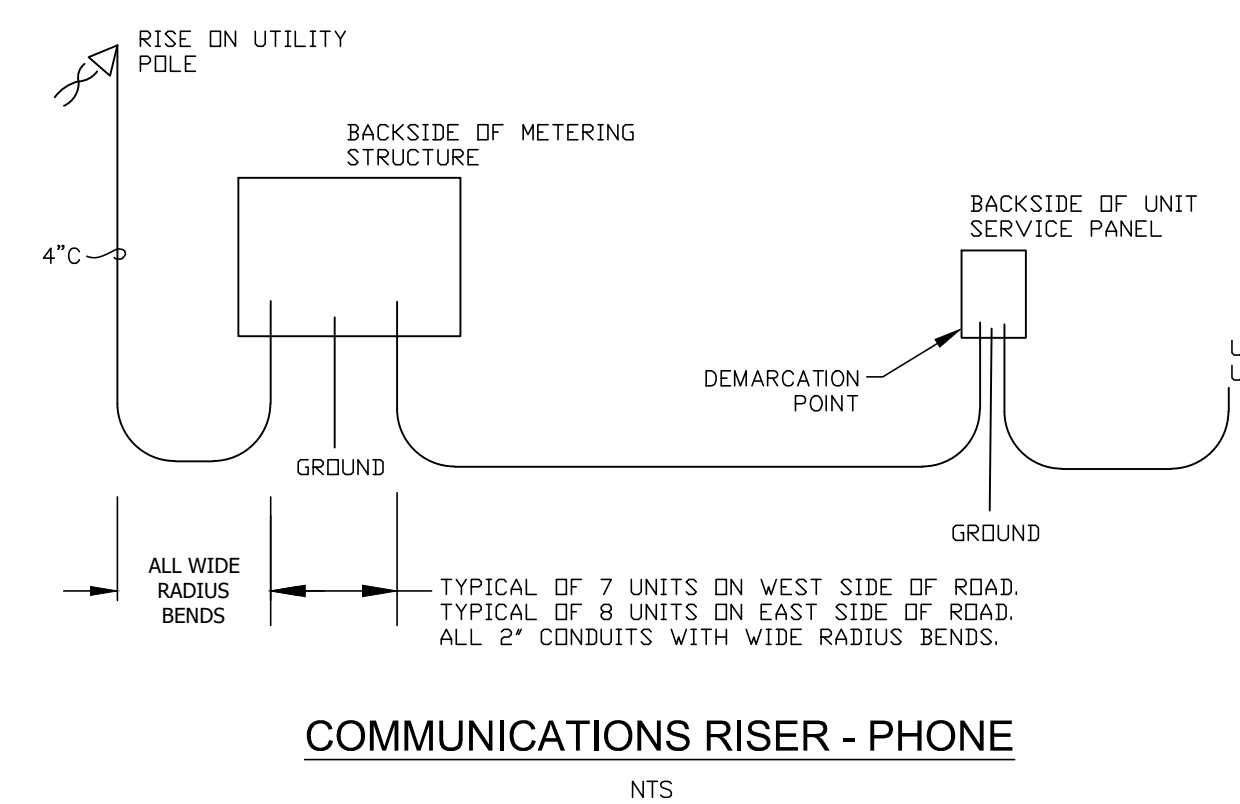 RISE ON UTILITY
POLE
BACKSIDE OF METERING
STRUCTURE
BACKSIDE OF UNIT
SERVICE PANEL
4"C
DEMARCATION
POINT
GROUND
GROUND
ALL WIDE
RADIUS
BENDS
TYPICAL OF 7 UNITS ON WEST SIDE OF ROAD.
TYPICAL OF 8 UNITS ON EAST SIDE OF ROAD.
ALL 2" CONDUITS WITH WIDE RADIUS BENDS.
COMMUNICATIONS RISER - PHONE
NTS